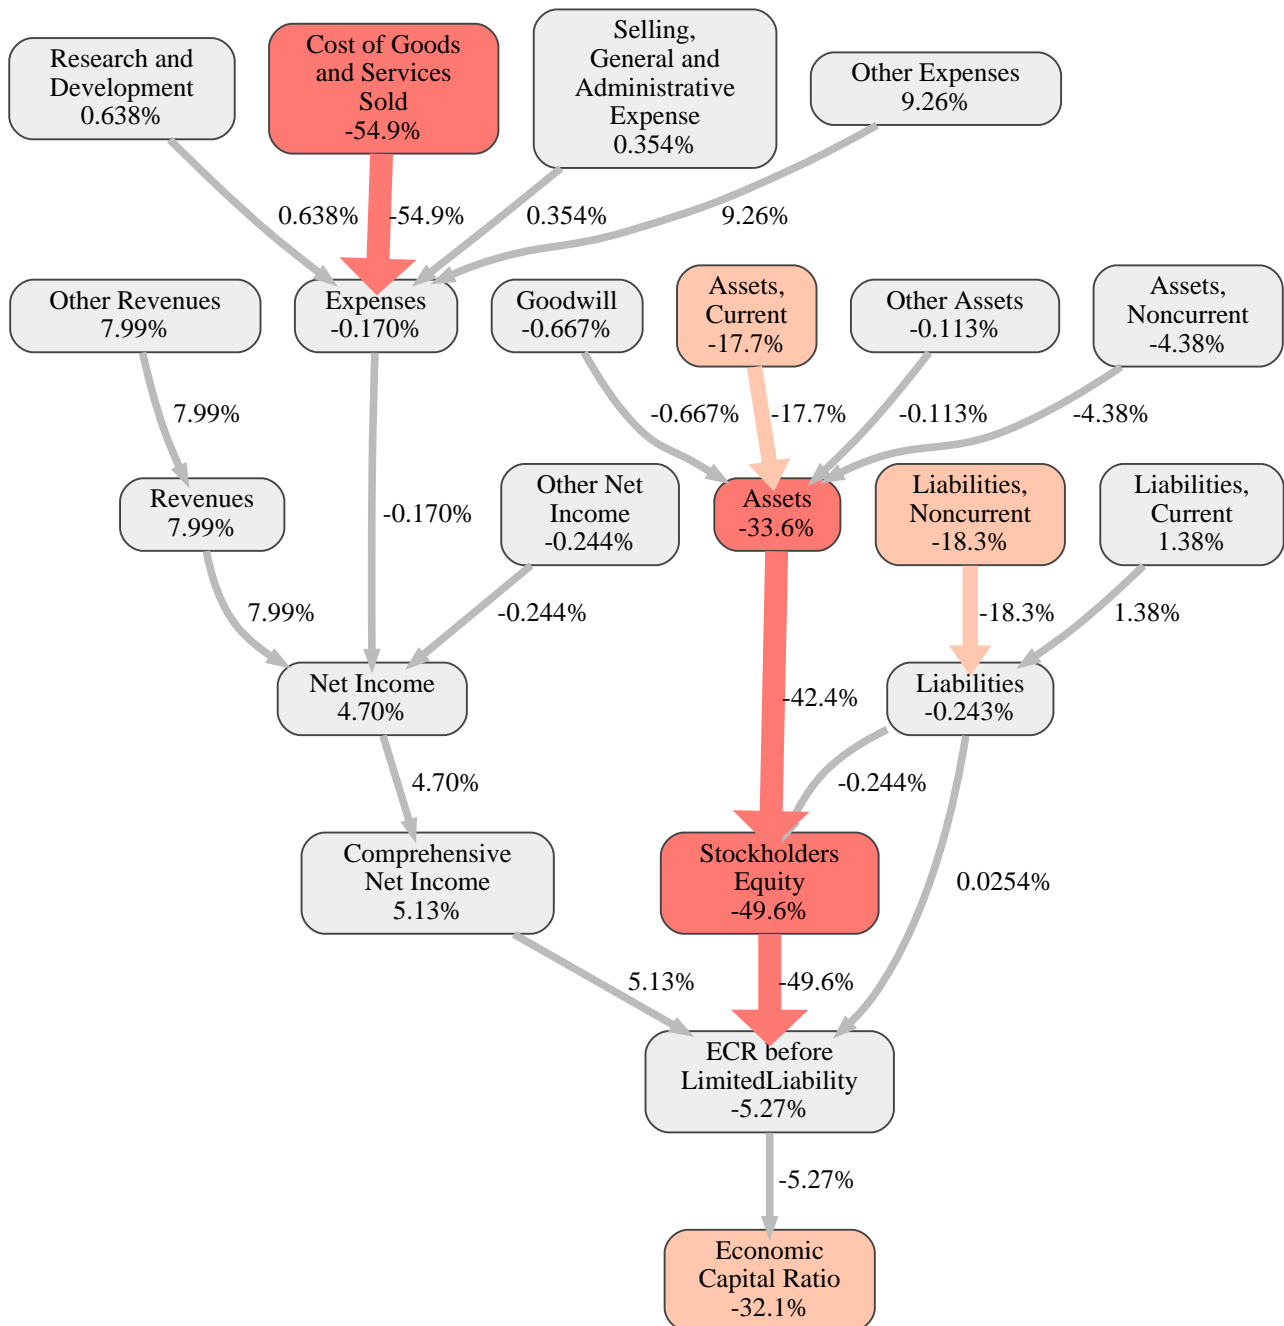 Research and
Development
0.638%
Cost of Goods
and Services
Sold
-54.9%
Selling,
General and
Administrative
Expense
0.354%
Other Expenses
9.26%
0.638%
-54.9%
0.354%
9.26%
Other Revenues
7.99%
Expenses
-0.170%
Goodwill
-0.667%
Assets,
Current
-17.7%
Other Assets
-0.113%
Assets,
Noncurrent
-4.38%
7.99%
-0.667%
-17.7%
-0.113%
-4.38%
Revenues
7.99%
-0.170%
Other Net
Income
-0.244%
Assets
-33.6%
Liabilities,
Noncurrent
-18.3%
Liabilities,
Current
1.38%
7.99%
-0.244%
-18.3%
1.38%
Net Income
4.70%
-42.4%
Liabilities
-0.243%
4.70%
-0.244%
Comprehensive
Net Income
5.13%
Stockholders
Equity
-49.6%
0.0254%
5.13%
-49.6%
ECR before
LimitedLiability
-5.27%
-5.27%
Economic
Capital Ratio
-32.1%